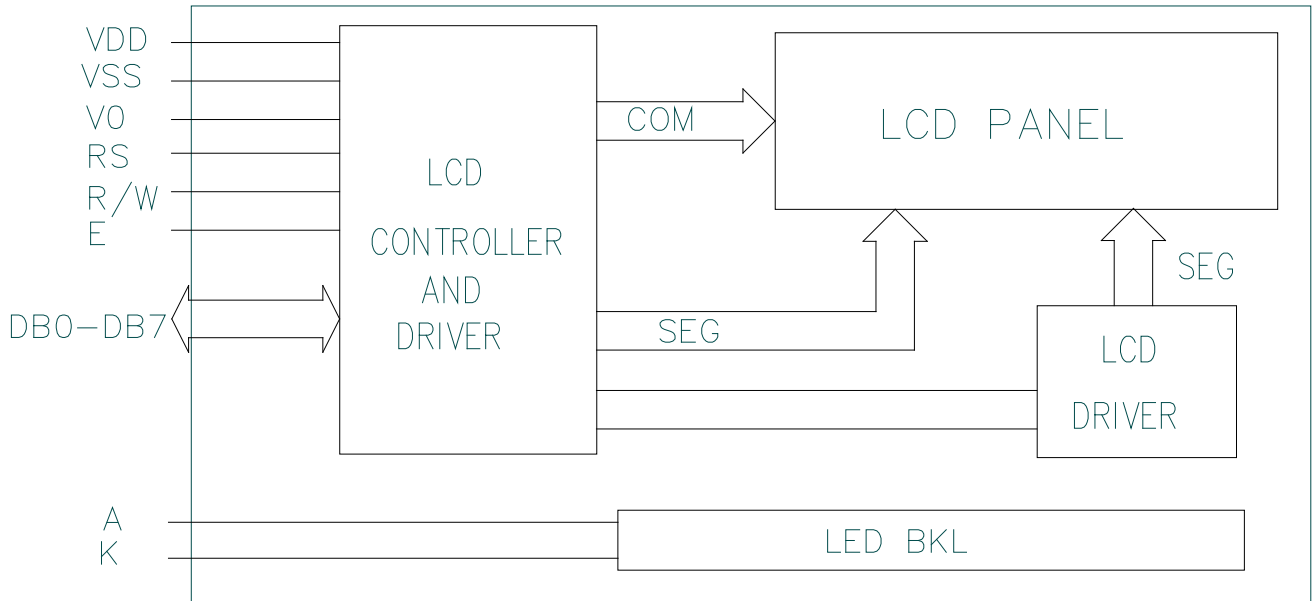 VDD
VSS
V0
RS
R/W
E
DB0-DB7
LCD
CONTROLLER
AND
DRIVER
COM
SEG
LCD PANEL
SEG
LCD
DRIVER
A
K
LED BKL